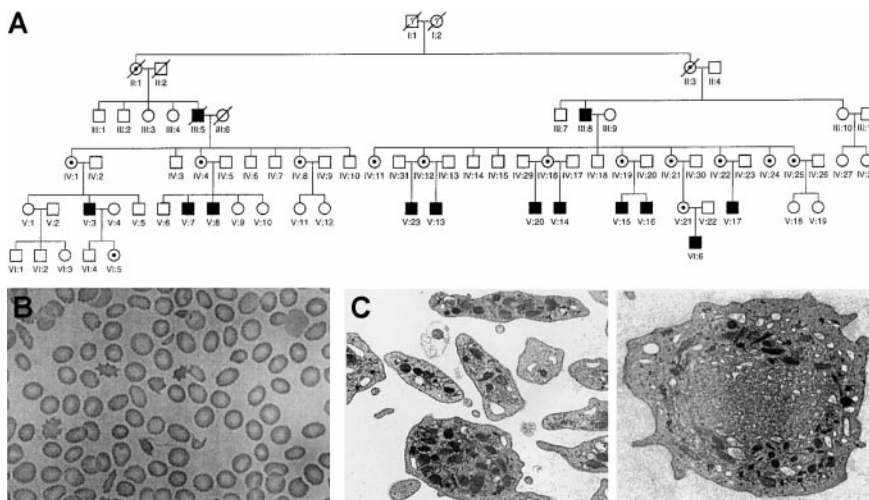 A
? ?
I:1 I:2
II:1 II:2 II:3 II:4
III:1 III:2 III:3 III:4 III:5 III:6 III:7 III:8 III:9 III:10
IV:1 IV:2 IV:3 IV:4 IV:5 IV:6 IV:7 IV:8 IV:9 IV:10 IV:11 IV:31 IV:12 IV:13 IV:14 IV:15 IV:29 IV:16 IV:17 IV:18 IV:19 IV:20 IV:21 IV:30 IV:22 IV:23 IV:24 IV:25 IV:26 IV:27
V:1 V:2 V:3 V:4 V:5 V:6 V:7 V:8 V:9 V:10 V:11 V:12 V:23 V:13 V:20 V:14 V:15 V:16 V:21 V:22 V:17 V:18 V:19
VI:1 VI:2 VI:3 VI:4 VI:5 VI:6
B C